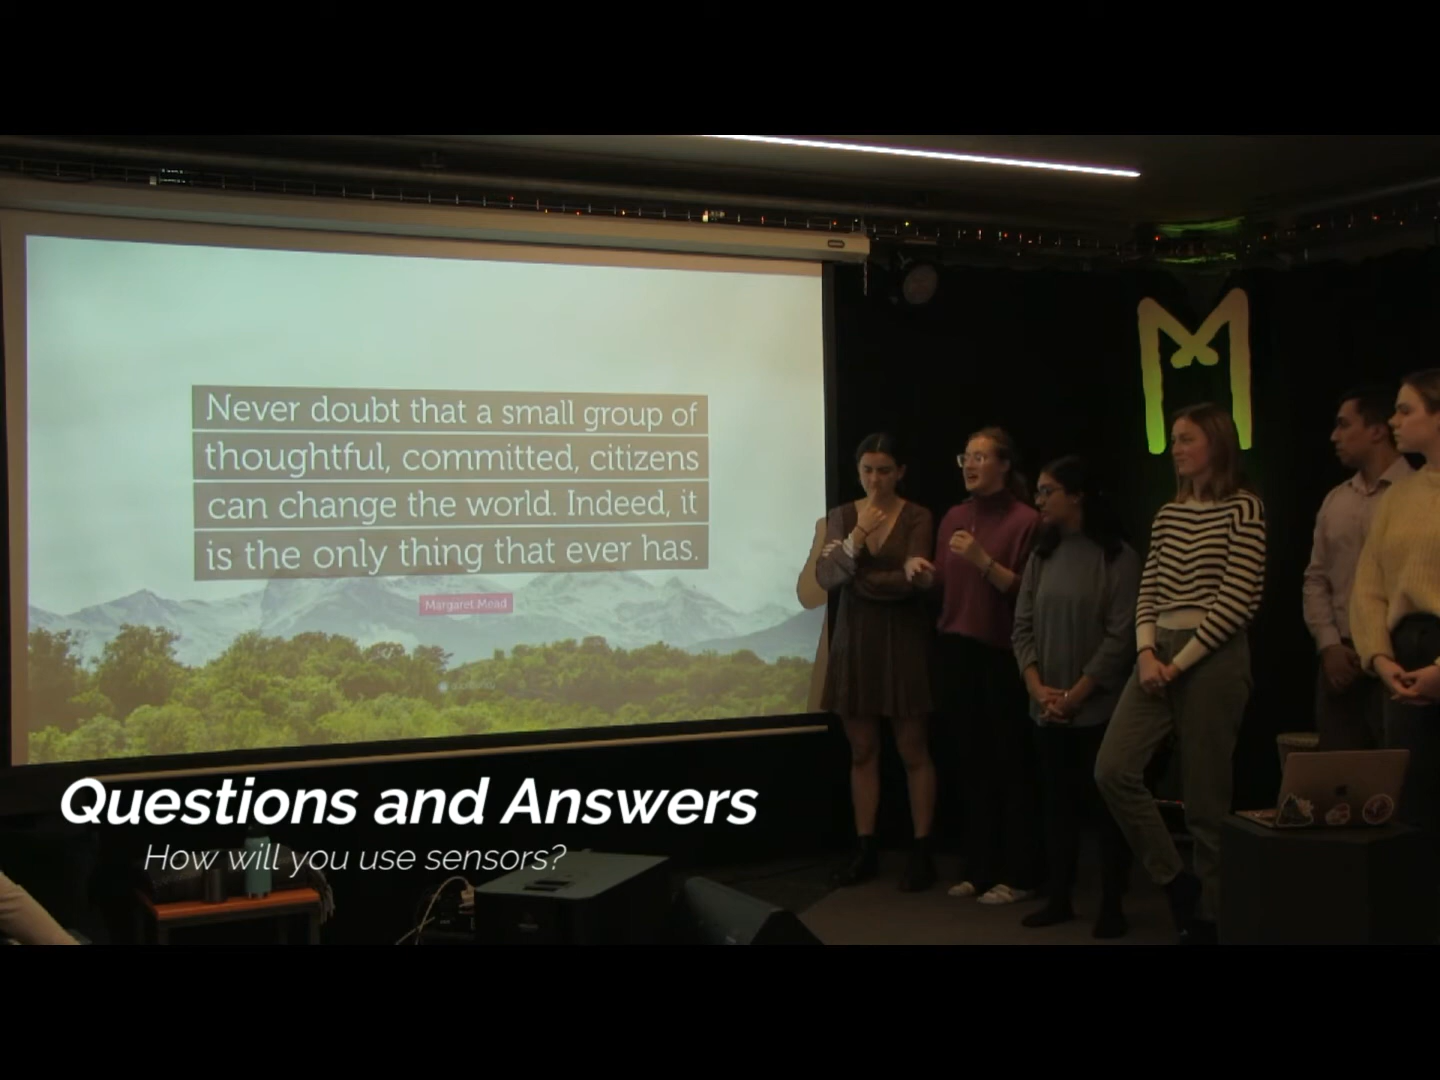 Never doubt that a small group of
thoughtful, committed, citizens
can change the world. Indeed, it
is the only thing that ever has.
Margaret Mead
M
Questions and Answers
How will you use sensors?